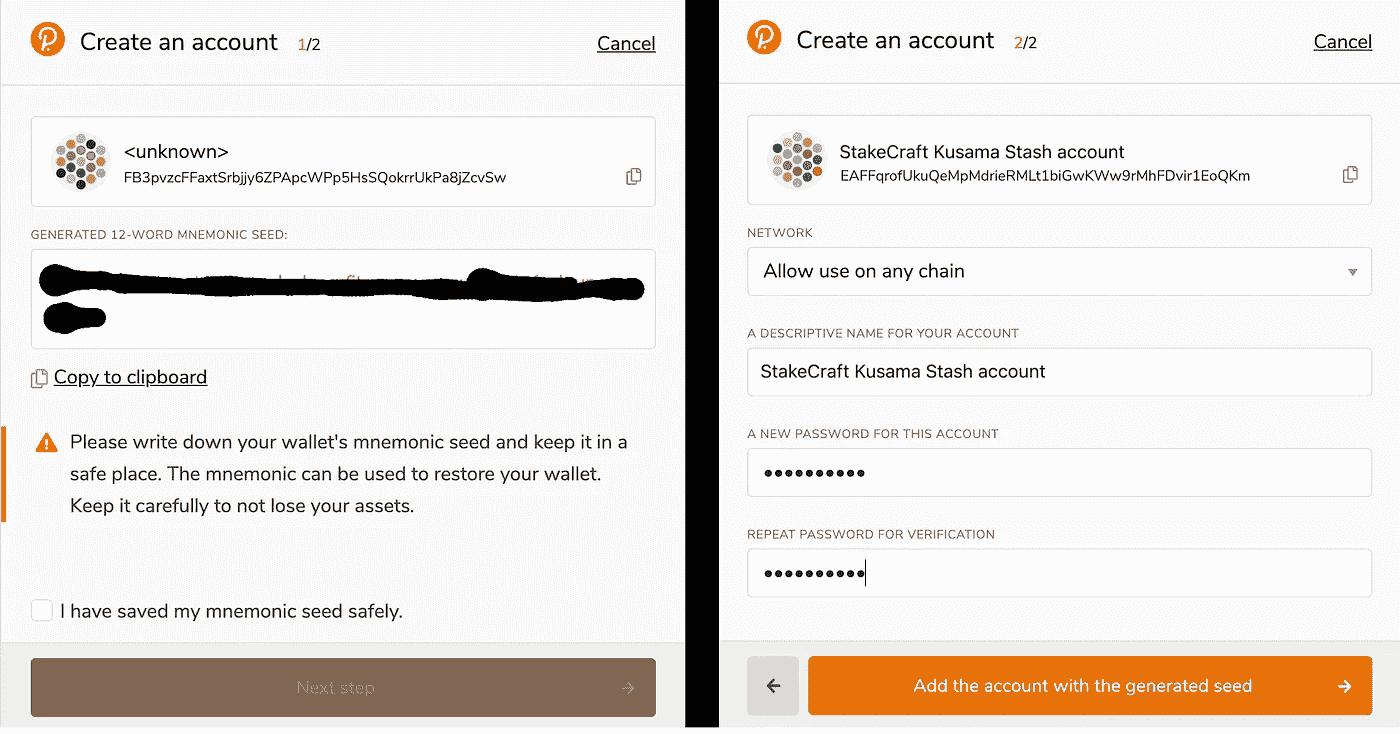 Create an account 1/2 Cancel
<unknown>
FB3pvzcFFaxtSrbjjy6ZPApcWPp5HsSQokrrUkPa8jZcvSw
GENERATED 12-WORD MNEMONIC SEED:
Copy to clipboard
Please write down your wallet's mnemonic seed and keep it in a
safe place. The mnemonic can be used to restore your wallet.
Keep it carefully to not lose your assets.
I have saved my mnemonic seed safely.
Next step
Create an account 2/2 Cancel
StakeCraft Kusama Stash account
EAFFqrofUkuQeMpMdrieRMLt1biGwKWw9rMhFDvir1EoQKm
NETWORK
Allow use on any chain
A DESCRIPTIVE NAME FOR YOUR ACCOUNT
StakeCraft Kusama Stash account
A NEW PASSWORD FOR THIS ACCOUNT
REPEAT PASSWORD FOR VERIFICATION
Add the account with the generated seed